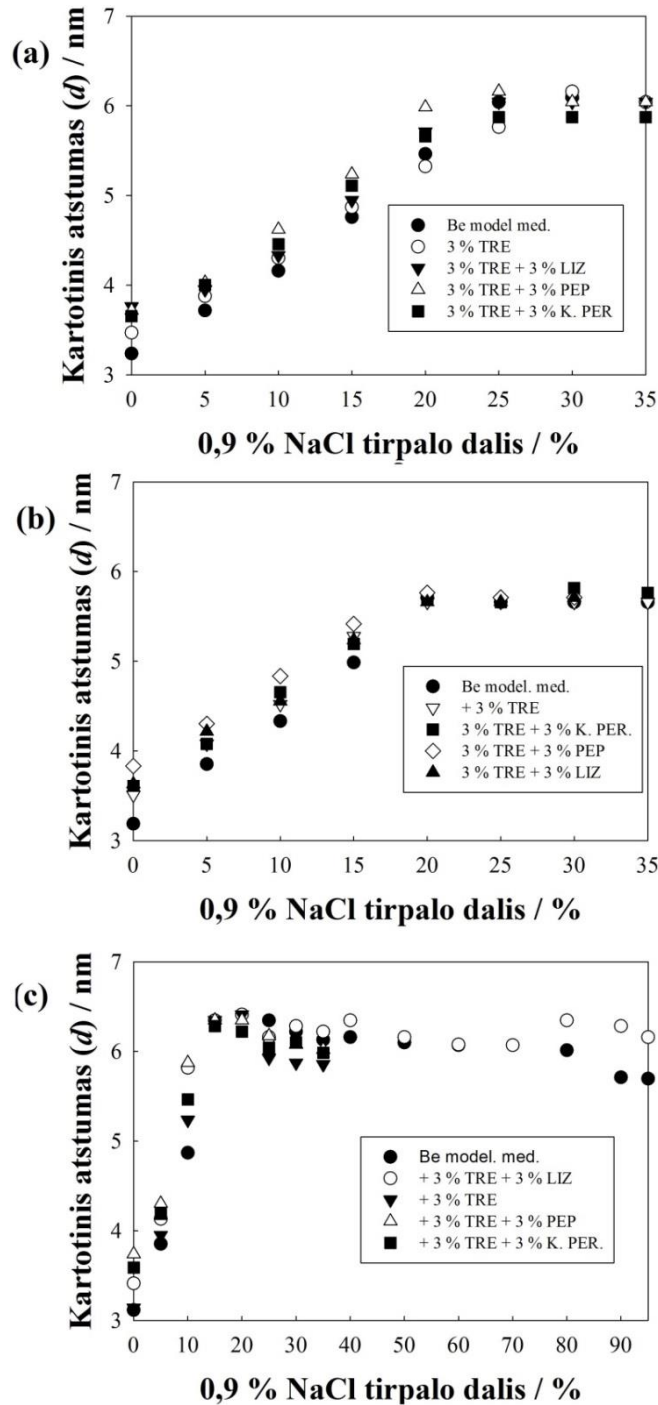 (a)
Kartotinis atstumas (d) / nm
7
6
5
4
3
Be model med.
3 % TRE
3 % TRE + 3 % LIZ
3 % TRE + 3 % PEP
3 % TRE + 3 % K. PER
0 5 10 15 20 25 30 35
0,9 % NaCl tirpalo dalis / %
(b)
Kartotinis atstumas (d) / nm
7
6
5
4
3
Be model. med.
+ 3 % TRE
3 % TRE + 3 % K. PER.
3 % TRE + 3 % PEP
3 % TRE + 3 % LIZ
0 5 10 15 20 25 30 35
0,9 % NaCl tirpalo dalis / %
(c)
Kartotinis atstumas (d) / nm
7
6
5
4
3
Be model. med.
+ 3 % TRE + 3 % LIZ
+ 3 % TRE
+ 3 % TRE + 3 % PEP
+ 3 % TRE + 3 % K. PER.
0 10 20 30 40 50 60 70 80 90
0,9 % NaCl tirpalo dalis / %